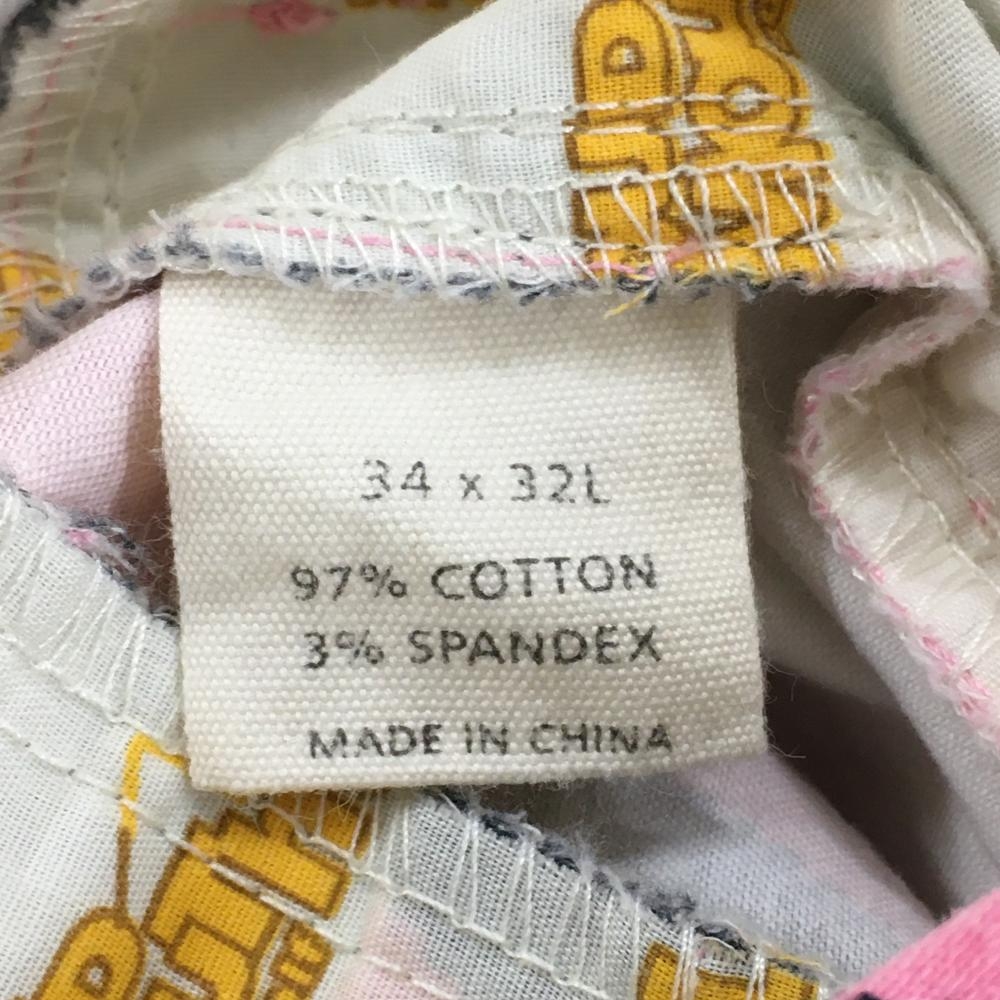 34 x 32L
97% COTTON
3% SPANDEX
MADE IN CHINA